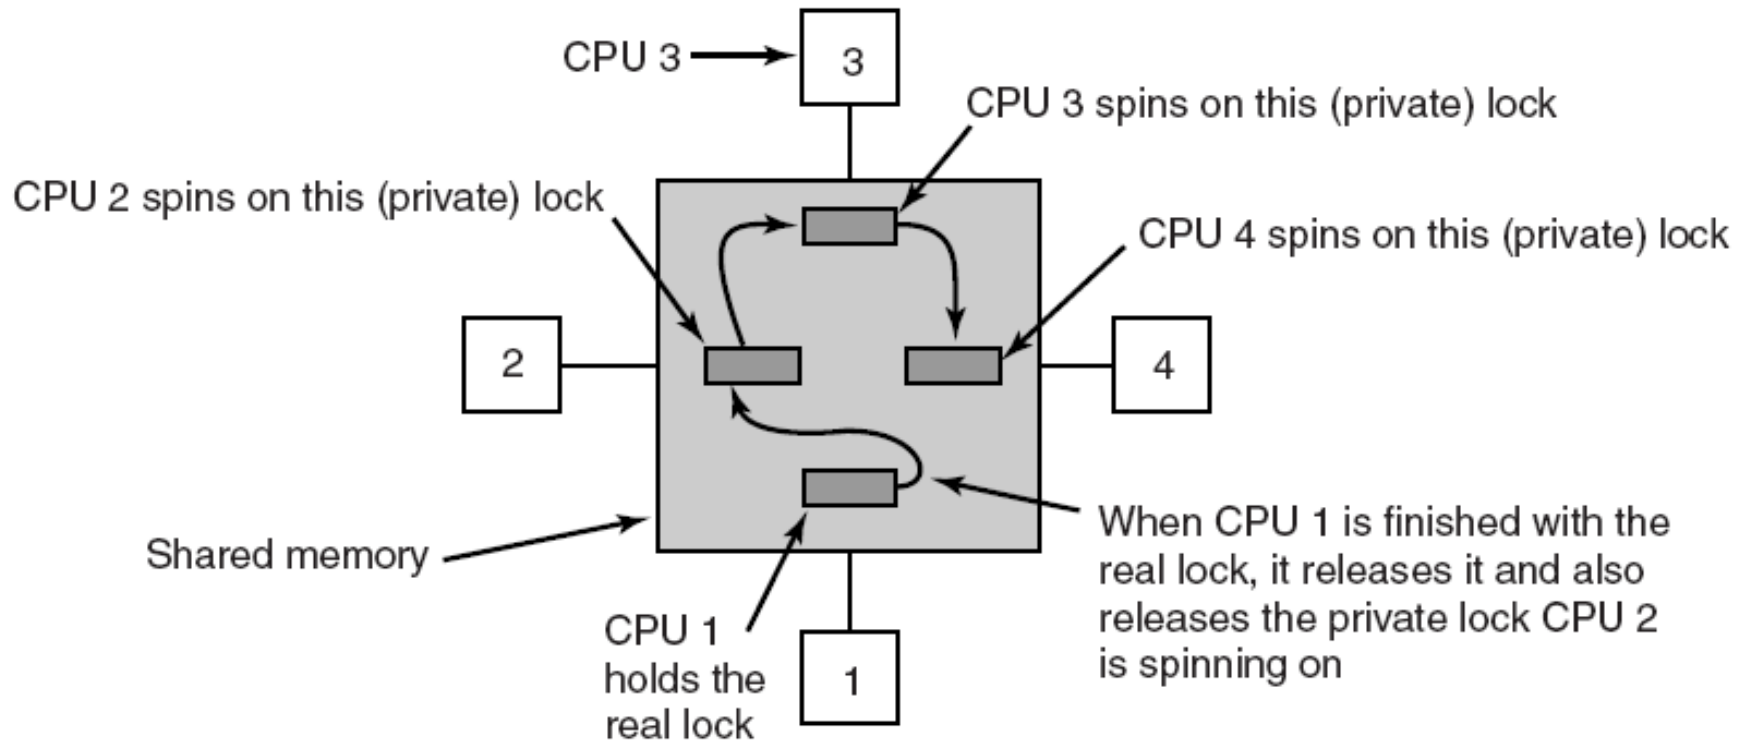 CPU 3
3
CPU 3 spins on this (private) lock
CPU 2 spins on this (private) lock
CPU 4 spins on this (private) lock
2
4
Shared memory
CPU 1
holds the
real lock
1
When CPU 1 is finished with the
real lock, it releases it and also
releases the private lock CPU 2
is spinning on